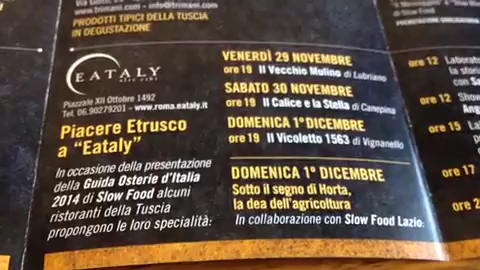 info@trimani.com
PRODOTTI TIPICI DELLA TUSCIA
IN DEGUSTAZIONE
EATALY
Piazzale XII Ottobre 1492
Tel. 06.90279201 - www.roma.eataly.it
Piacere Etrusco
a “Eataly”
In occasione della presentazione
della Guida Osterie d'Italia
2014 di Slow Food alcuni
ristoranti della Tuscia
propongono le loro specialità:
VENERDÌ 29 NOVEMBRE
ore 19 Il Vecchio Mulino di Lubriano
SABATO 30 NOVEMBRE
ore 19 Il Calice e la Stella di Canepina
DOMENICA 1° DICEMBRE
ore 19 Il Vicoletto 1563 di Vignanello
DOMENICA 1° DICEMBRE
Sotto il segno di Horta,
la dea dell'agricoltura
In collaborazione con Slow Food Lazio:
ore 12
la storia
ore 12
ore 15
ore 17